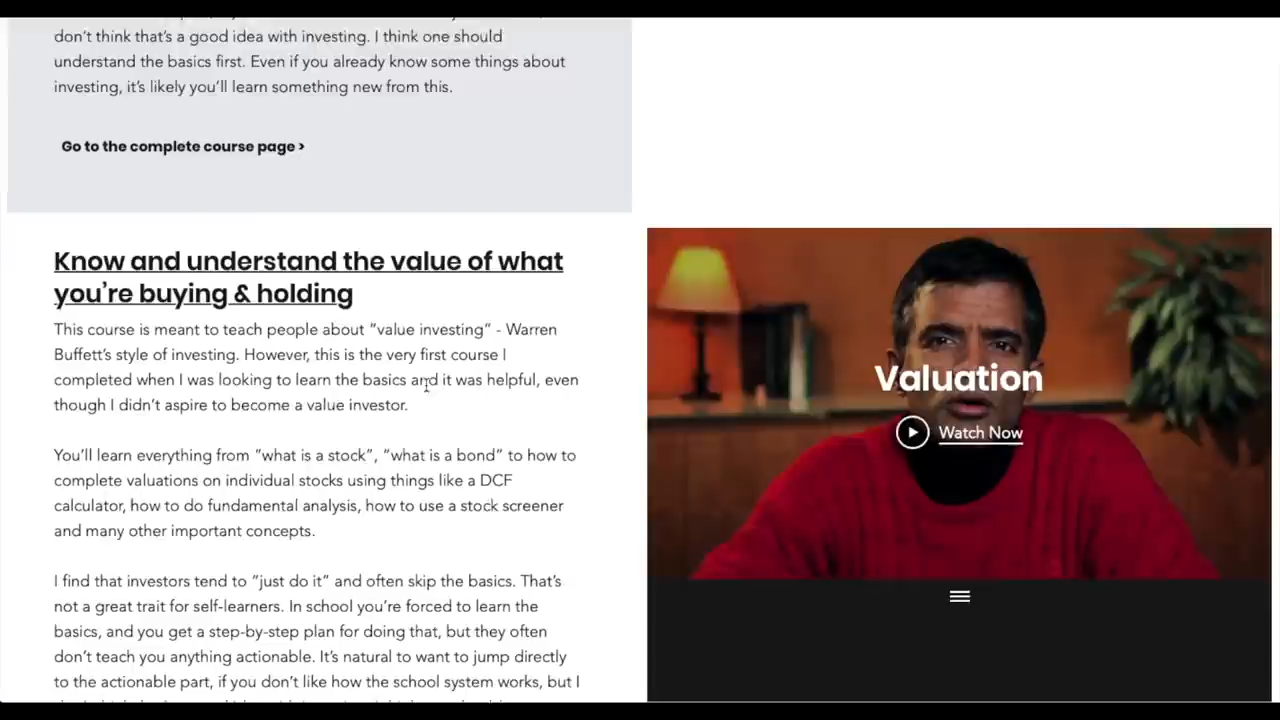 don't think that's a good idea with investing. I think one should
understand the basics first. Even if you already know some things about
investing, it's likely you'll learn something new from this.
Go to the complete course page >
Know and understand the value of what
you're buying & holding
This course is meant to teach people about "value investing" - Warren
Buffett's style of investing. However, this is the very first course I
completed when I was looking to learn the basics and it was helpful, even
though I didn't aspire to become a value investor.
You'll learn everything from "what is a stock", "what is a bond" to how to
complete valuations on individual stocks using things like a DCF
calculator, how to do fundamental analysis, how to use a stock screener
and many other important concepts.
I find that investors tend to "just do it" and often skip the basics. That's
not a great trait for self-learners. In school you're forced to learn the
basics, and you get a step-by-step plan for doing that, but they often
don't teach you anything actionable. It's natural to want to jump directly
to the actionable part, if you don't like how the school system works, but I
Valuation
Watch Now